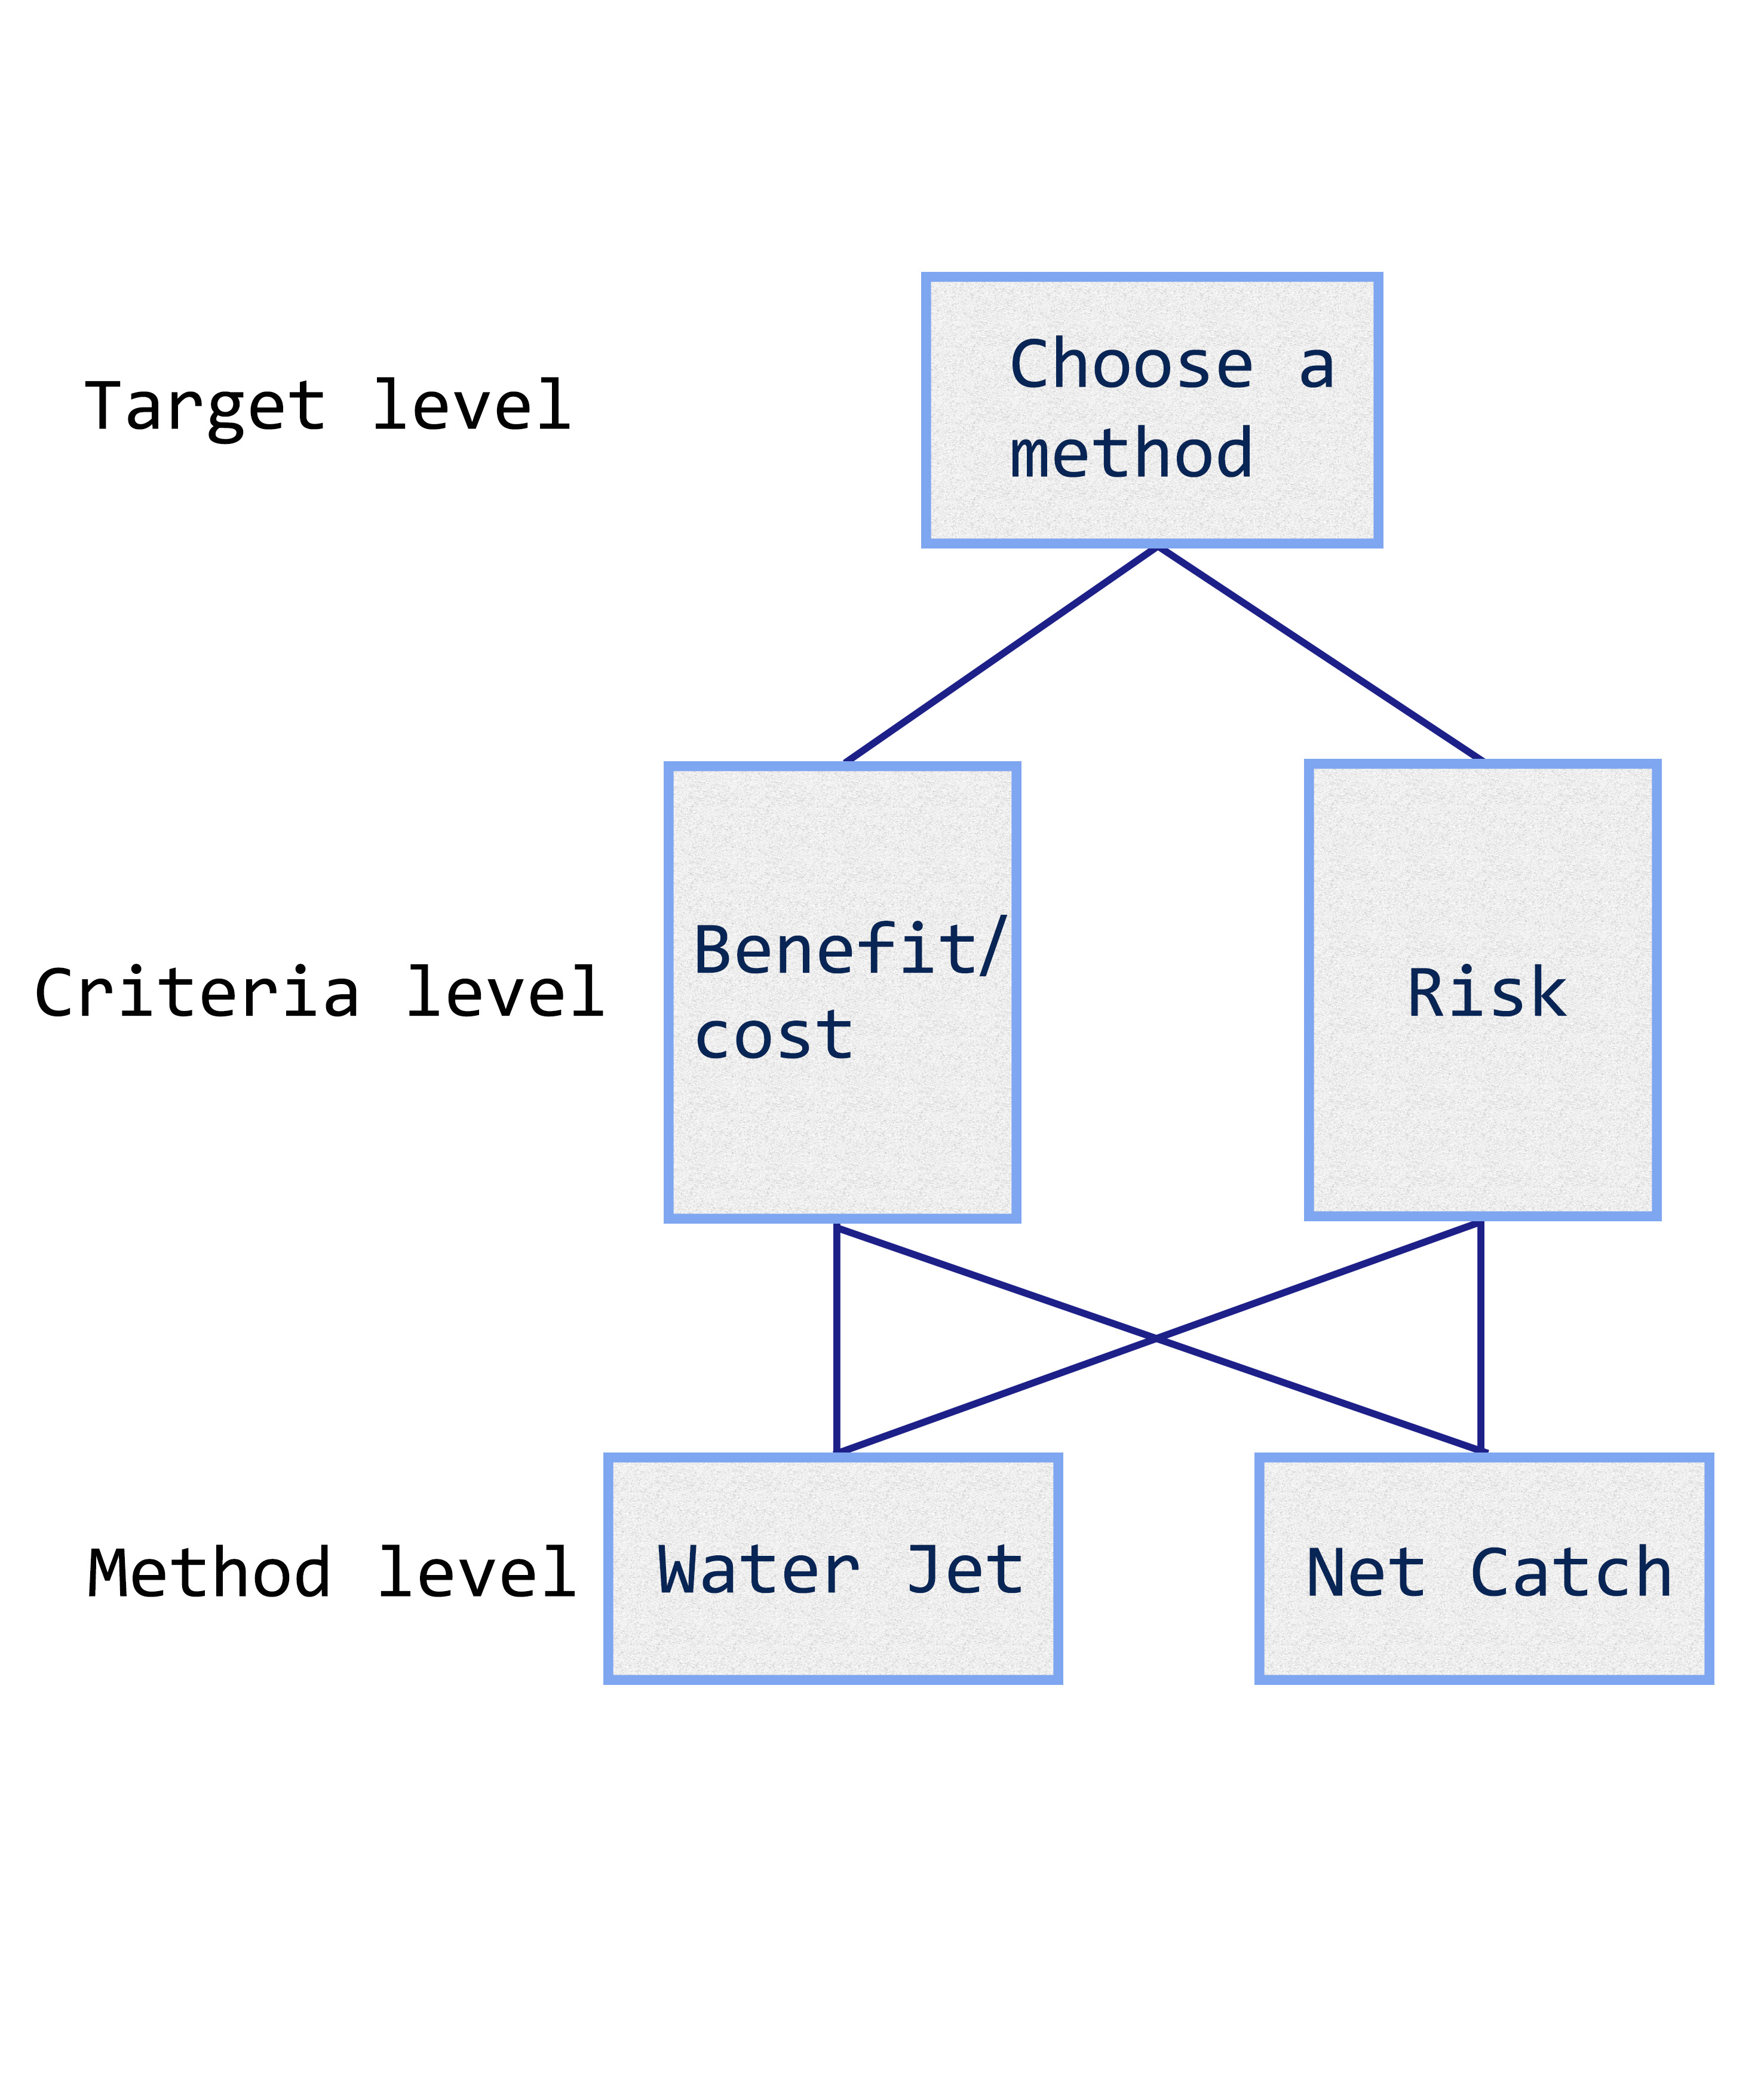 Choose a
method
Target level
Benefit/
cost
Criteria level
Risk
Method level
Water Jet
Net Catch